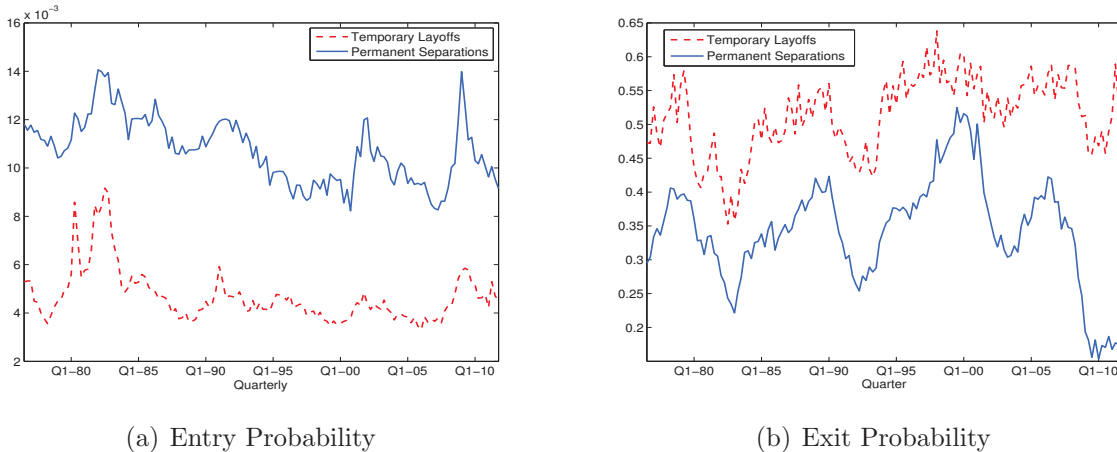 x 10⁻³
16
14
12
10
8
6
4
2
Temporary Layoffs
Permanent Separations
Q1–80 Q1–85 Q1–90 Q1–95 Q1–00 Q1–05 Q1–10
Quarterly
(a) Entry Probability
0.65
0.6
0.55
0.5
0.45
0.4
0.35
0.3
0.25
0.2
Temporary Layoffs
Permanent Separations
Q1–80 Q1–85 Q1–90 Q1–95 Q1–00 Q1–05 Q1–10
Quarter
(b) Exit Probability